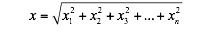 x = √(x₁² + x₂² + x₃² + ... + xₙ²)